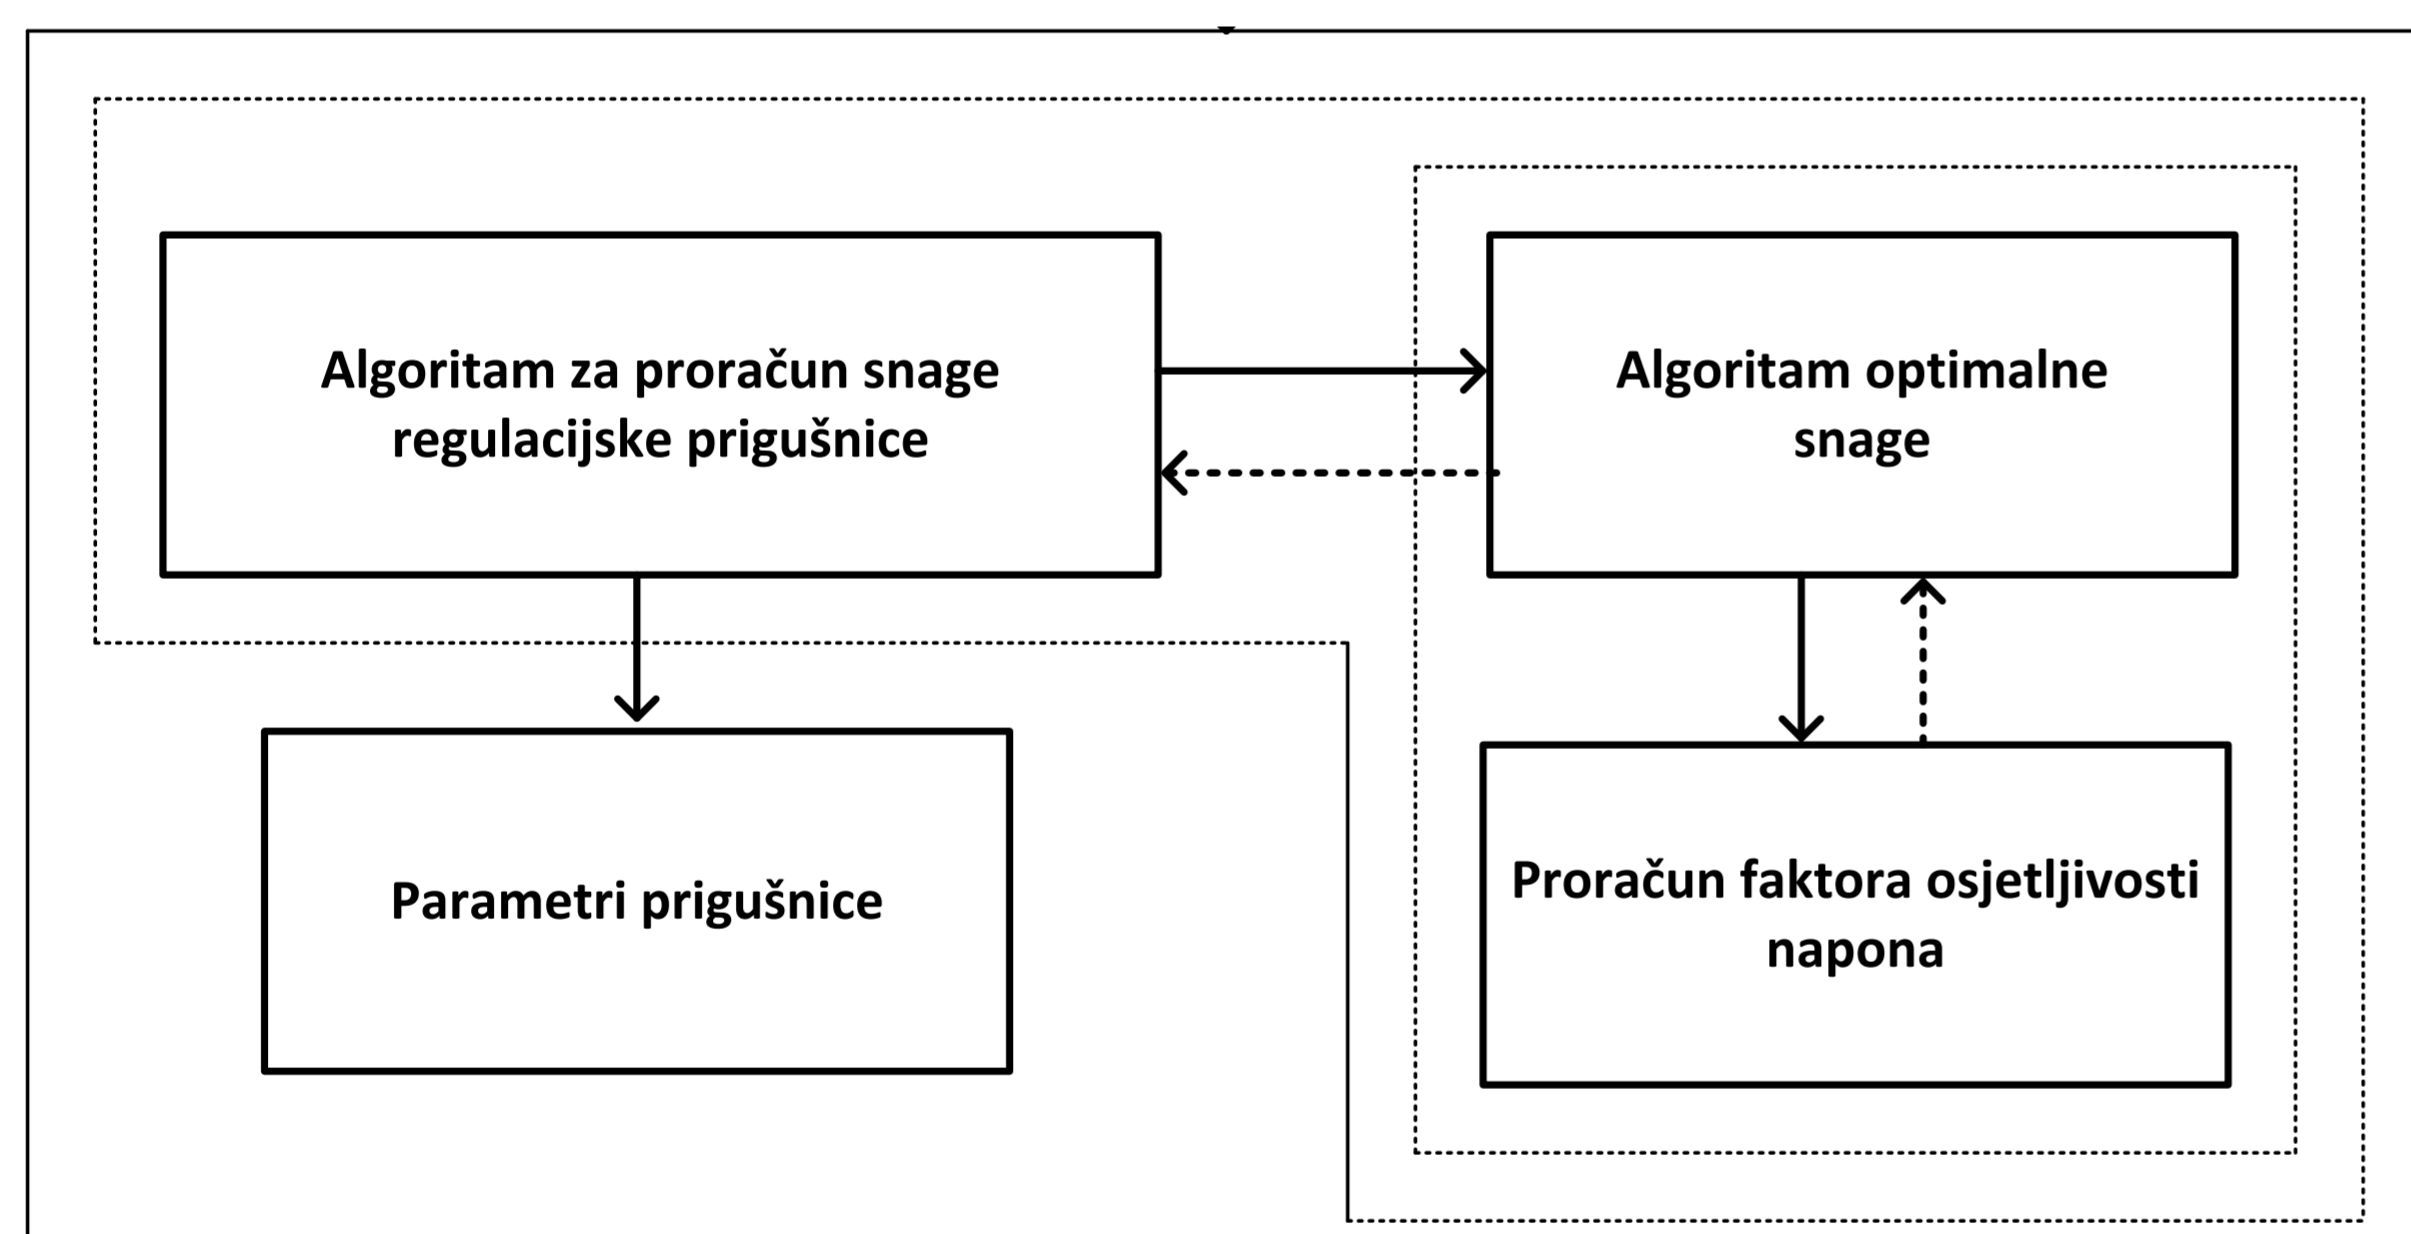 Algoritam za proračun snage
regulacijske prigušnice
Algoritam optimalne
snage
Parametri prigušnice
Proračun faktora osjetljivosti
napona